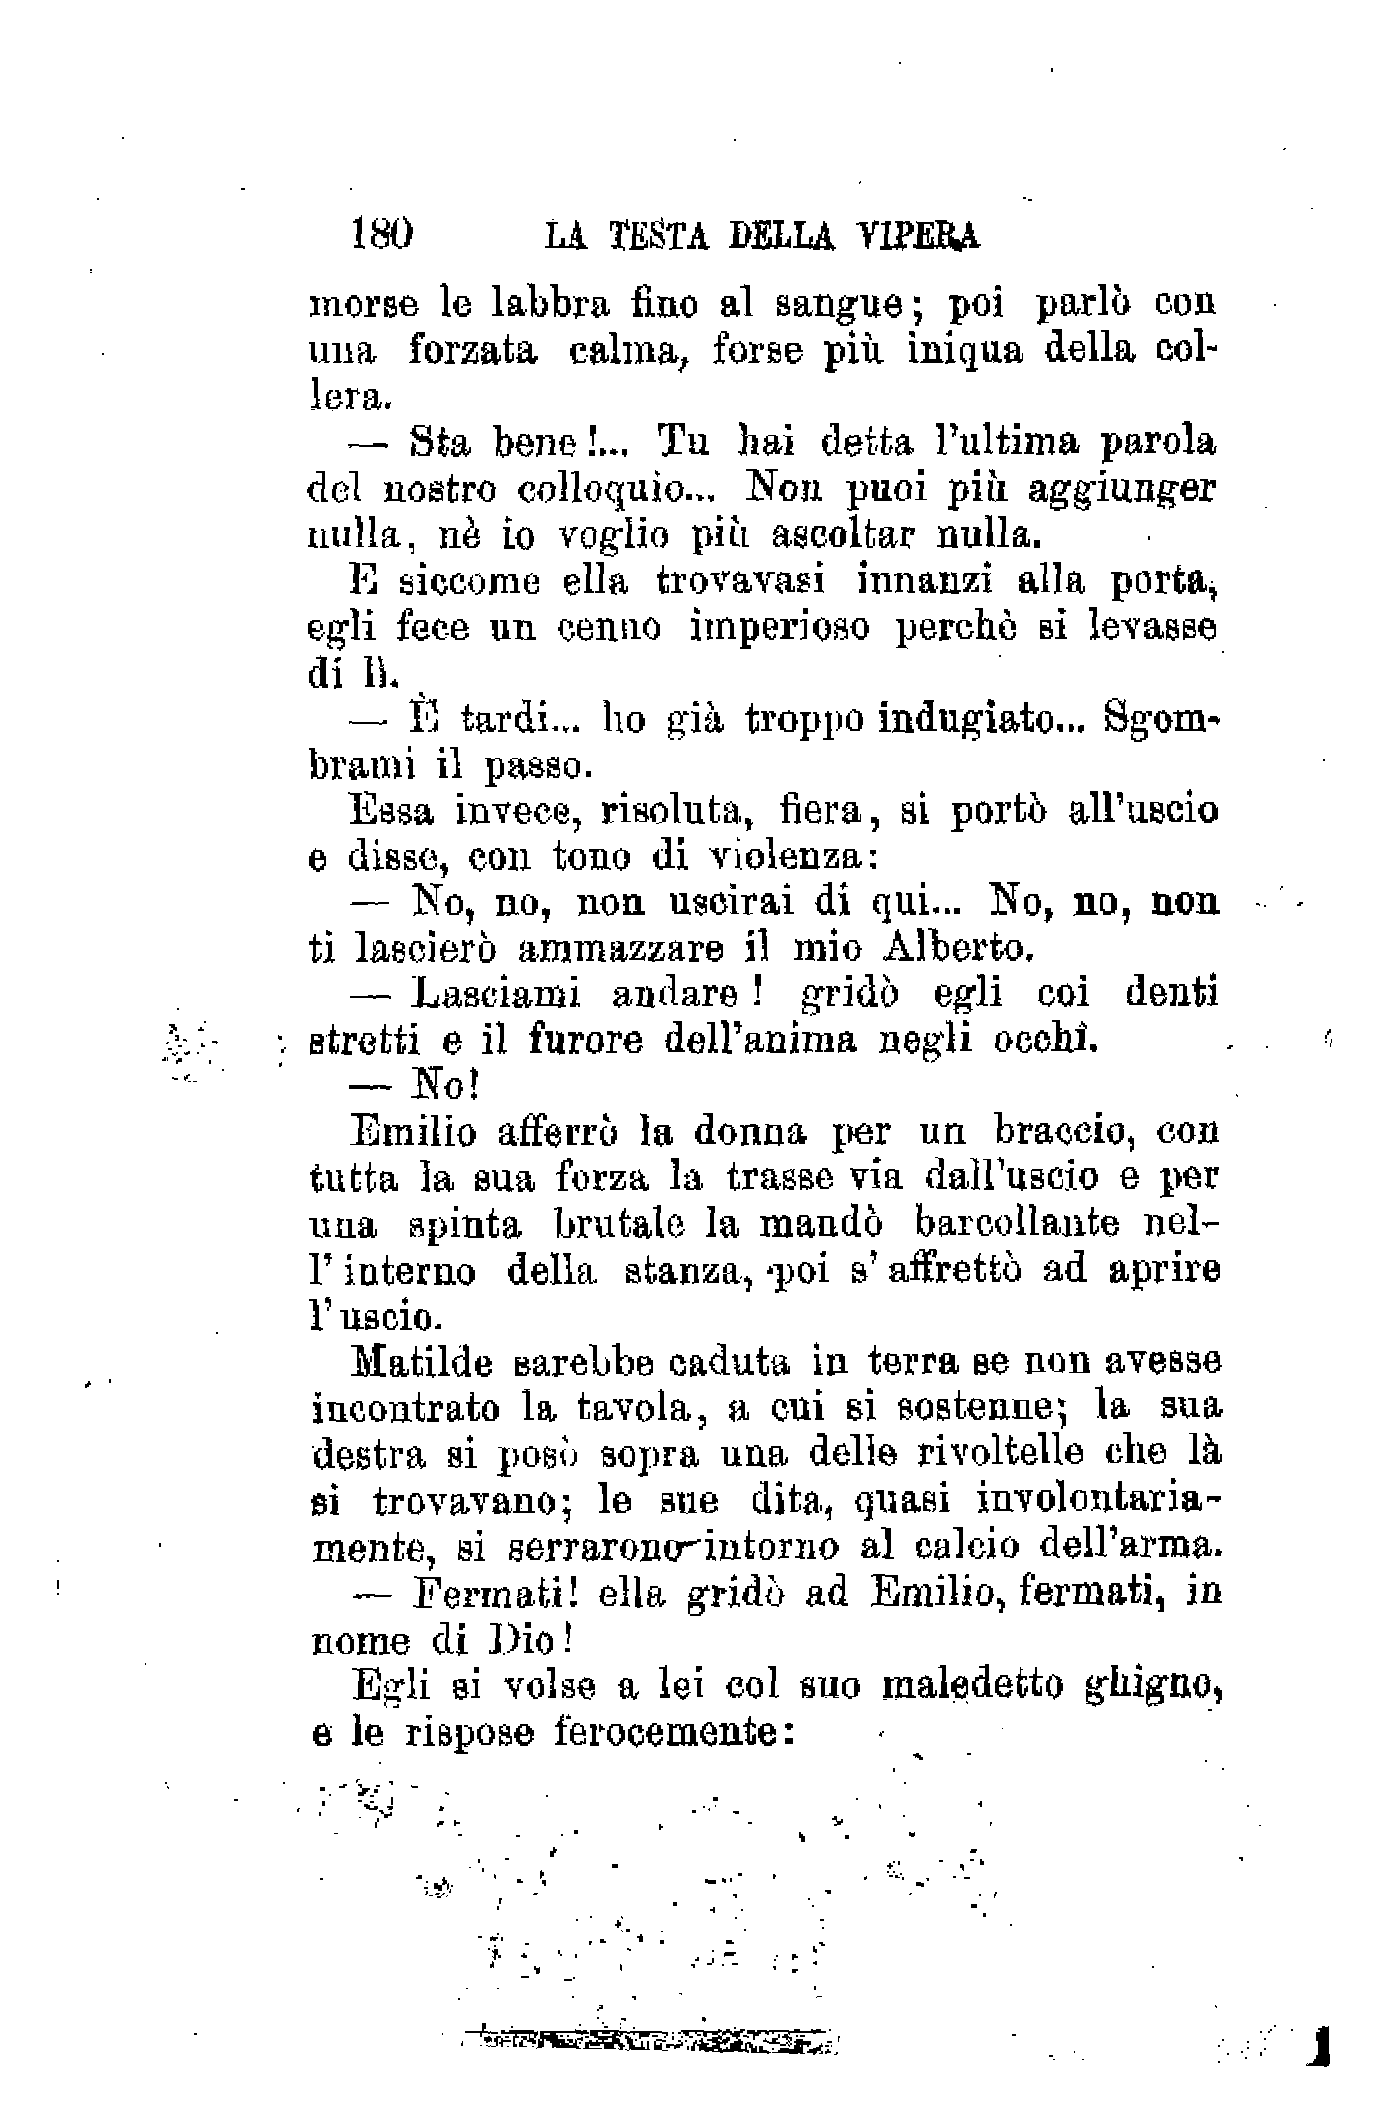 180 LA TESTA DELLA VIPERA
morse le labbra fino al sangue; poi parlò con
una forzata calma, forse più iniqua della col-
lera.
— Sta bene!... Tu hai detta l'ultima parola
del nostro colloquio... Non puoi più aggiunger
nulla, nè io voglio più ascoltar nulla.
E siccome ella trovavasi innanzi alla porta,
egli fece un cenno imperioso perchè si levasse
di lì.
— È tardi... ho già troppo indugiato... Sgom-
brami il passo.
Essa invece, risoluta, fiera, si portò all'uscio
e disse, con tono di violenza:
— No, no, non uscirai di qui... No, no, non
ti lascierò ammazzare il mio Alberto.
— Lasciami andare! gridò egli coi denti
stretti e il furore dell'anima negli occhî.
— No!
Emilio afferrò la donna per un braccio, con
tutta la sua forza la trasse via dall'uscio e per
una spinta brutale la mandò barcollante nel-
l'interno della stanza, poi s'affrettò ad aprire
l'uscio.
Matilde sarebbe caduta in terra se non avesse
incontrato la tavola, a cui si sostenne; la sua
destra si posò sopra una delle rivoltelle che là
si trovavano; le sue dita, quasi involontaria-
mente, si serrarono intorno al calcio dell'arma.
— Fermati! ella gridò ad Emilio, fermati, in
nome di Dio!
Egli si volse a lei col suo maledetto ghigno,
e le rispose ferocemente: